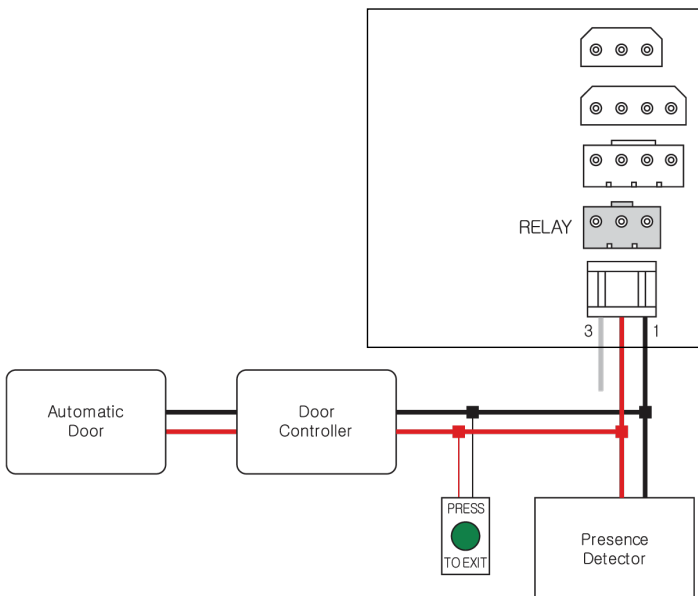 RELAY
3
1
Automatic
Door
Door
Controller
PRESS
TO EXIT
Presence
Detector